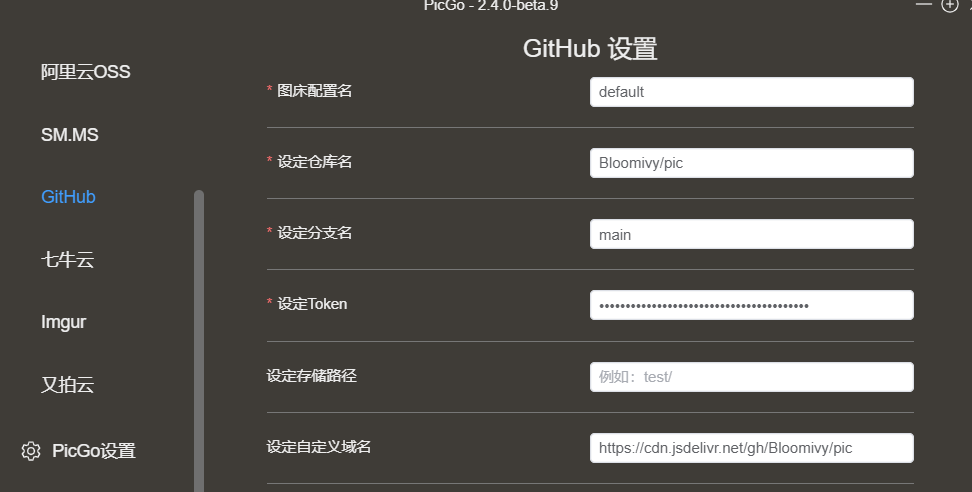 PicGo - 2.4.0-beta.9
GitHub 设置
阿里云OSS
SM.MS
GitHub
七牛云
Imgur
又拍云
PicGo设置
* 图床配置名
default
* 设定仓库名
Bloomivy/pic
* 设定分支名
main
* 设定Token
设定存储路径
例如：test/
设定自定义域名
https://cdn.jsdelivr.net/gh/Bloomivy/pic